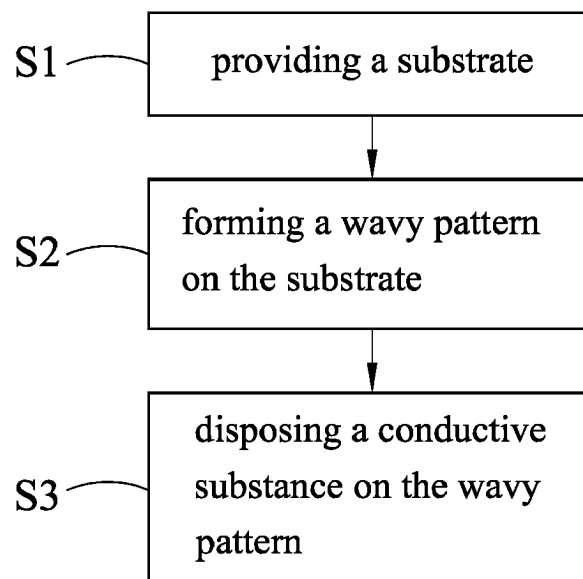 S1
providing a substrate
S2
forming a wavy pattern
on the substrate
S3
disposing a conductive
substance on the wavy
pattern